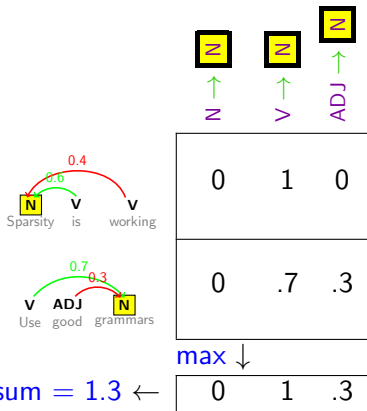 N N N
N → V → ADJ →
0.4
0.6
N V V
Sparsity is working
0 1 0
0.7
0.3
V ADJ N
Use good grammars
0 .7 .3
max ↓
sum = 1.3 ← 0 1 .3